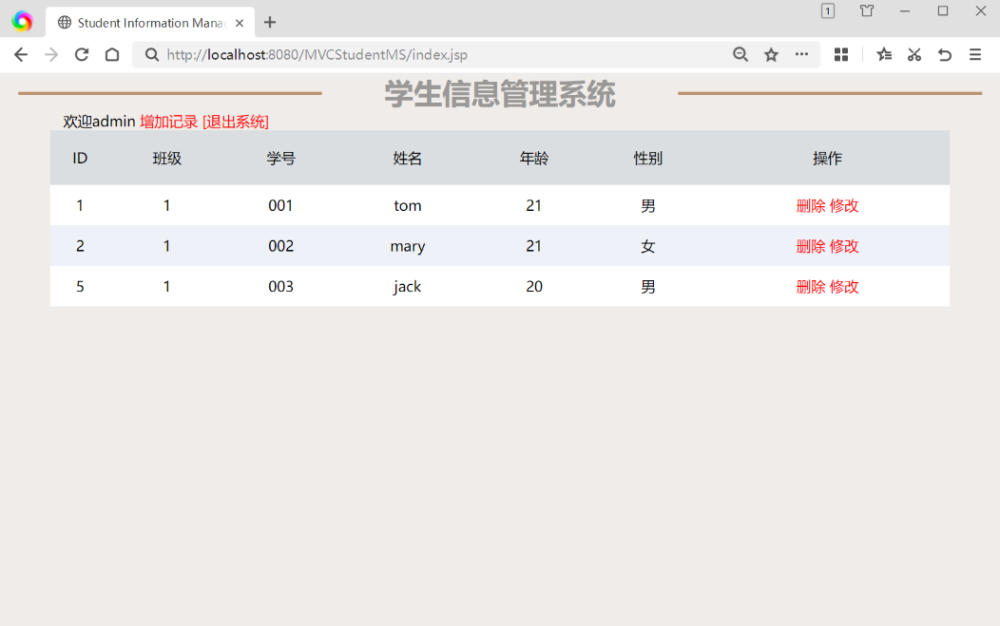 Student Information Mana
1
http://localhost:8080/MVCStudentMS/index.jsp
学生信息管理系统
欢迎admin 增加记录 [退出系统]
ID 班级 学号 姓名 年龄 性别 操作
1 1 001 tom 21 男 删除 修改
2 1 002 mary 21 女 删除 修改
5 1 003 jack 20 男 删除 修改